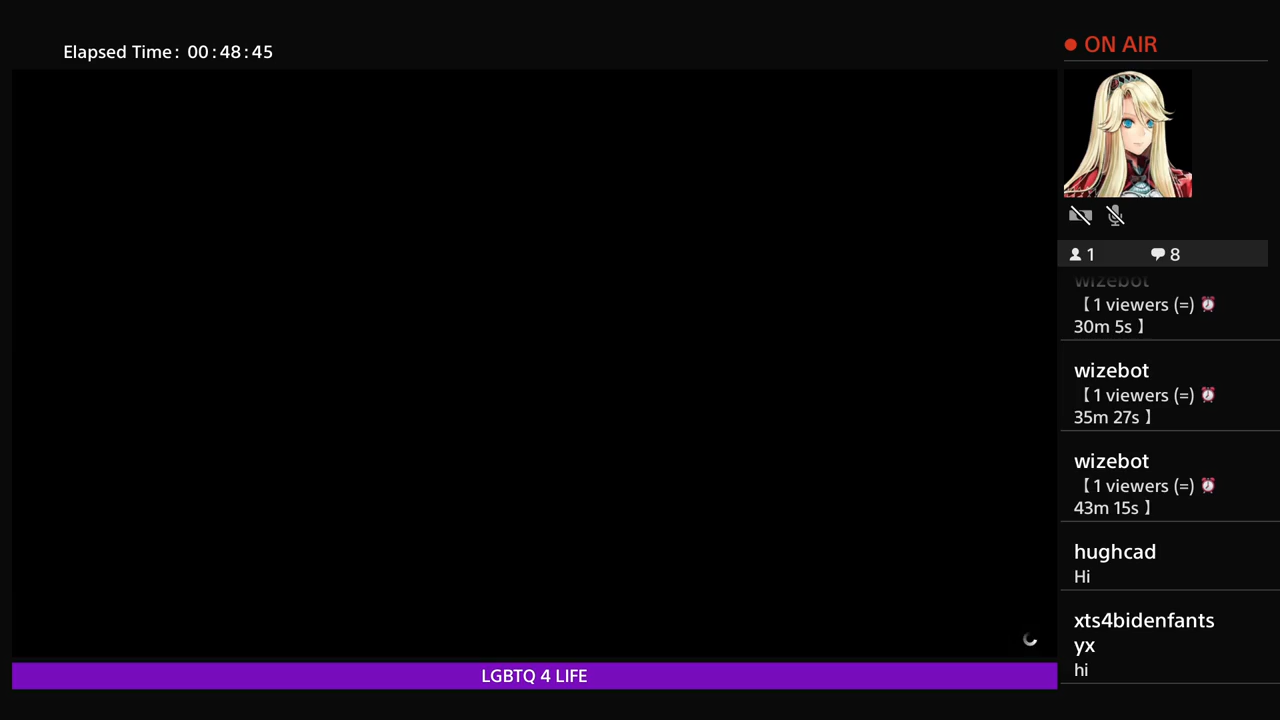 Elapsed Time: 00:48:45
ON AIR
1 8
wizebot
【1 viewers (=) ⏰
30m 5s 】
wizebot
【1 viewers (=) ⏰
35m 27s 】
wizebot
【1 viewers (=) ⏰
43m 15s 】
hughcad
Hi
xts4bidenfants
yx
hi
LGBTQ 4 LIFE